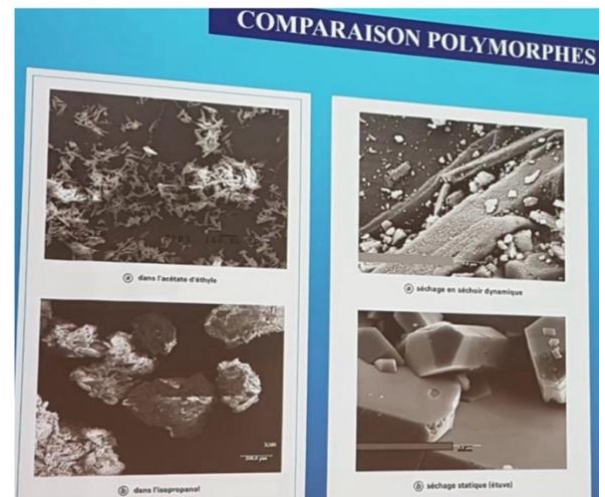 COMPARAISON POLYMORPHES
ⓐ dans l'acétate d'éthyle
ⓑ dans l'isopropanol
ⓐ séchage en séchoir dynamique
ⓑ séchage statique (étuve)